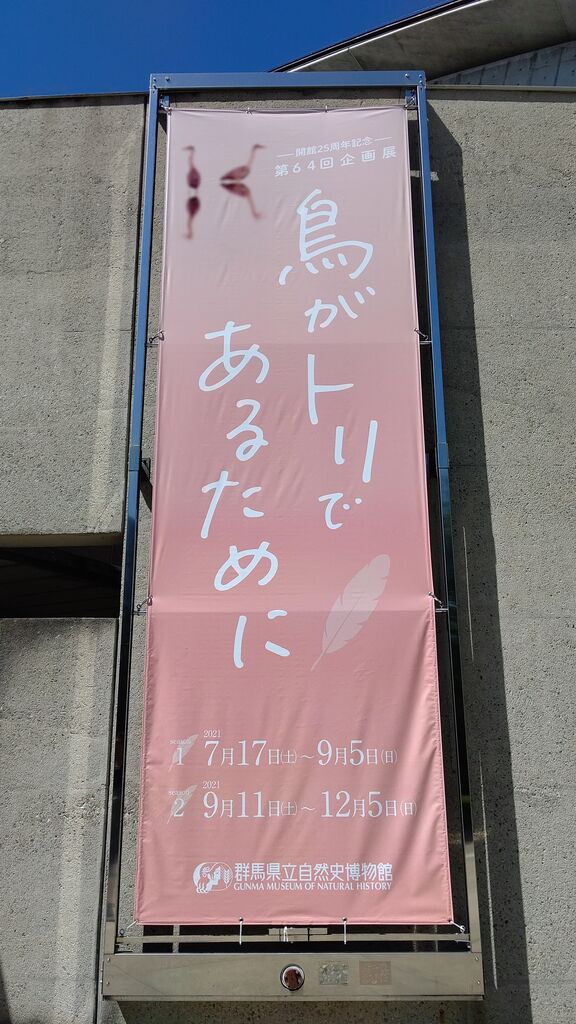 開館25周年記念
第64回企画展
鳥がトリで
あるために
season 1 2021 7月17日(土)～9月5日(日)
season 2 2021 9月11日(土)～12月5日(日)
群馬県立自然史博物館
GUNMA MUSEUM OF NATURAL HISTORY